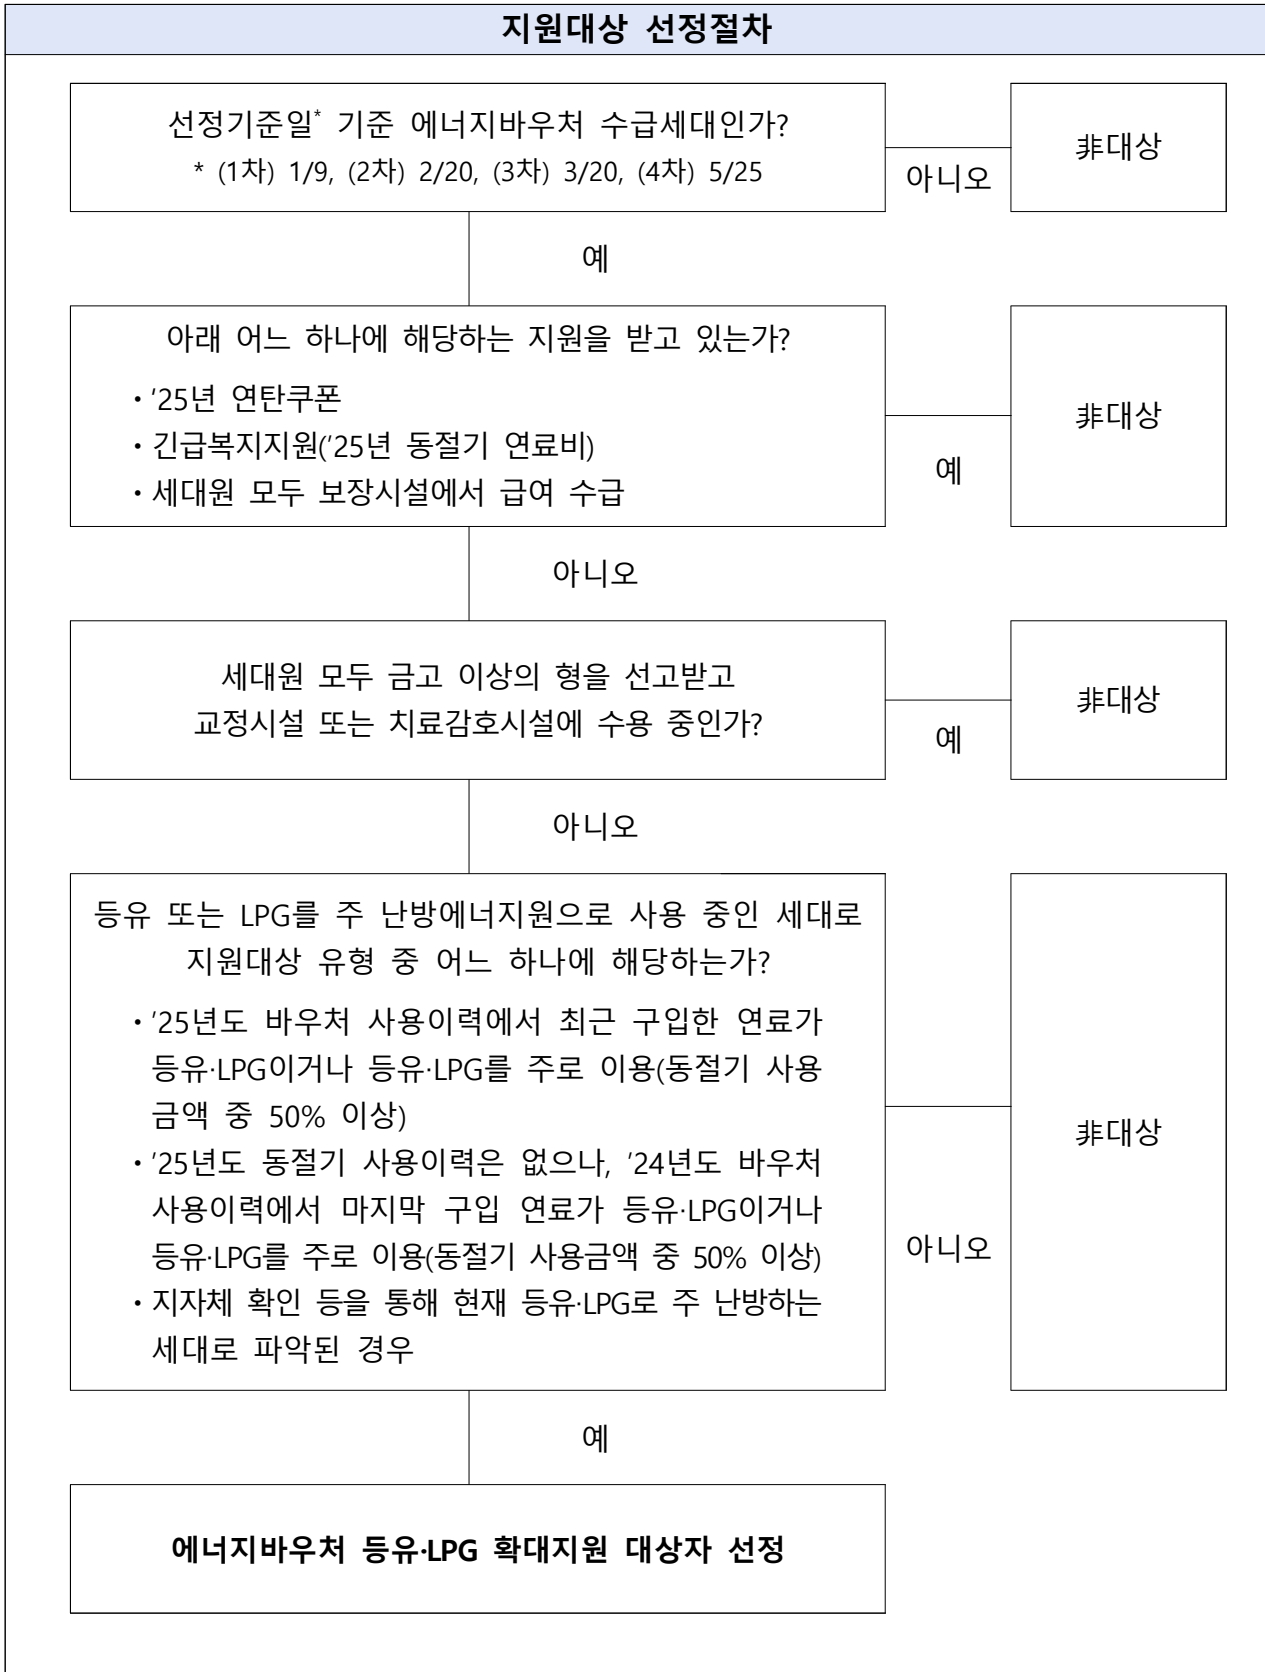 지원대상 선정절차
선정기준일* 기준 에너지바우처 수급세대인가?
* (1차) 1/9, (2차) 2/20, (3차) 3/20, (4차) 5/25
아니오
非대상
예
아래 어느 하나에 해당하는 지원을 받고 있는가?
· '25년 연탄쿠폰
· 긴급복지지원('25년 동절기 연료비)
· 세대원 모두 보장시설에서 급여 수급
예
非대상
아니오
세대원 모두 금고 이상의 형을 선고받고
교정시설 또는 치료감호시설에 수용 중인가?
예
非대상
아니오
등유 또는 LPG를 주 난방에너지원으로 사용 중인 세대로
지원대상 유형 중 어느 하나에 해당하는가?
· '25년도 바우처 사용이력에서 최근 구입한 연료가
등유·LPG이거나 등유·LPG를 주로 이용(동절기 사용
금액 중 50% 이상)
· '25년도 동절기 사용이력은 없으나, '24년도 바우처
사용이력에서 마지막 구입 연료가 등유·LPG이거나
등유·LPG를 주로 이용(동절기 사용금액 중 50% 이상)
· 지자체 확인 등을 통해 현재 등유·LPG로 주 난방하는
세대로 파악된 경우
아니오
非대상
예
에너지바우처 등유·LPG 확대지원 대상자 선정